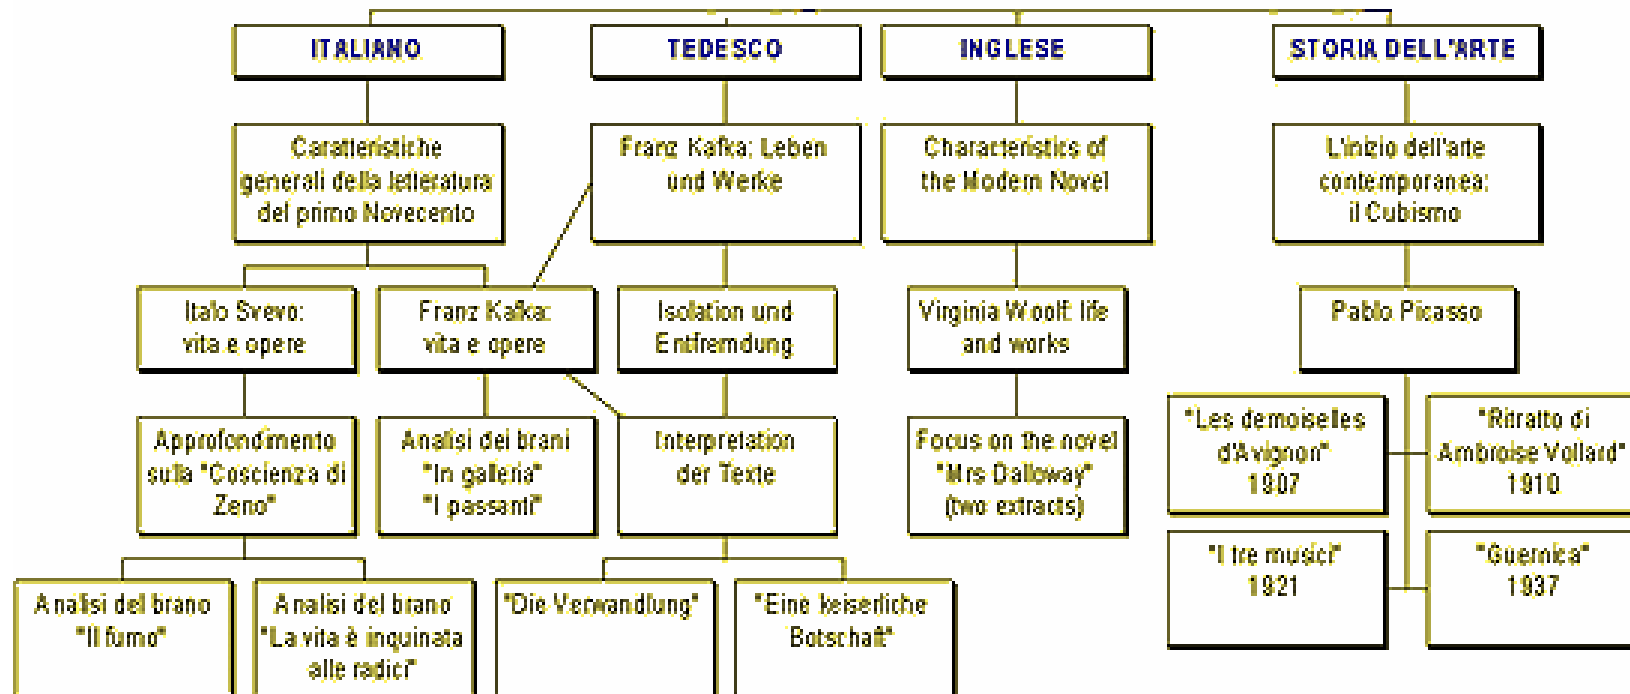 ITALIANO
TEDESCO
INGLESE
STORIA DELL'ARTE
Caratteristiche
generali della letteratura
del primo Novecento
Franz Kafka: Leben
und Werke
Characteristics of
the Modern Novel
L'inizio dell'arte
contemporanea:
il Cubismo
Italo Svevo:
vita e opere
Franz Kafka:
vita e opere
Isolation und
Entfremdung
Virginia Woolf: life
and works
Pablo Picasso
Approfondimento
sulla "Coscienza di
Zeno"
Analisi dei brani
"In galleria"
"I passanti"
Interpretation
der Texte
Focus on the novel
"Mrs Dalloway"
(two extracts)
"Les demoiselles
d'Avignon"
1907
"Ritratto di
Ambroise Vollard"
1910
"I tre musici"
1921
"Guernica"
1937
Analisi del brano
"Il fumo"
Analisi del brano
"La vita è inquinata
alle radici"
"Die Verwandlung"
"Eine keiserliche
Botschaft"